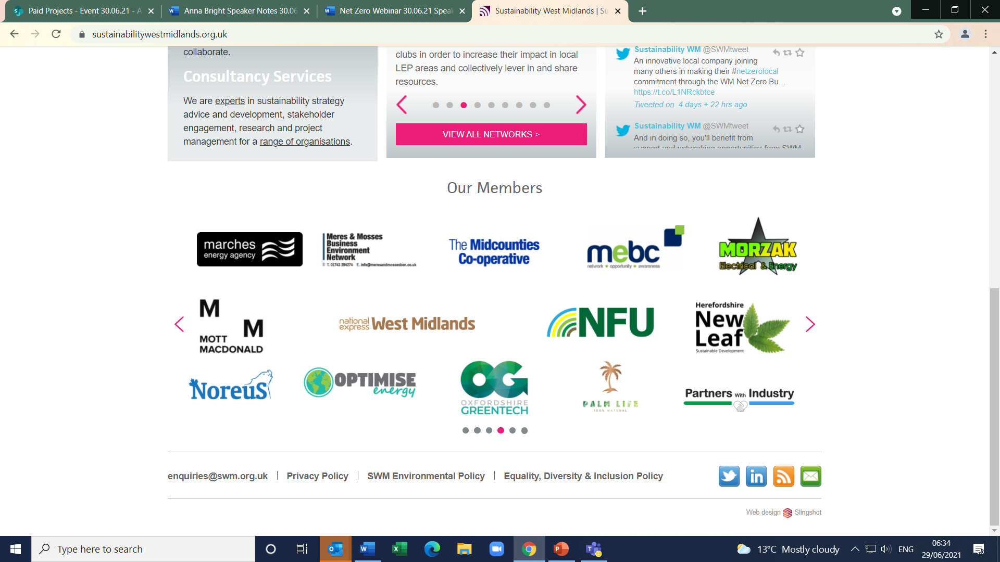 Paid Projects - Event 30.06.21 - A
Anna Bright Speaker Notes 30.06
Net Zero Webinar 30.06.21 Speak
Sustainability West Midlands | Su
sustainabilitywestmidlands.org.uk
collaborate.
Consultancy Services
We are experts in sustainability strategy
advice and development, stakeholder
engagement, research and project
management for a range of organisations.
clubs in order to increase their impact in local
LEP areas and collectively lever in and share
resources.
VIEW ALL NETWORKS >
Sustainability WM @SWMtweet
An innovative local company joining
many others in making their #netzerolocal
commitment through the WM Net Zero Bu…
https://t.co/L1NRckbtce
Tweeted on 4 days + 22 hrs ago
Sustainability WM @SWMtweet
And in doing so, you'll benefit from
support and networking opportunities from SWM
Our Members
marches
energy agency
Meres & Mosses
Business
Environment
Network
T. 01743 284274 E. info@meresandmossesben.co.uk
The Midcounties
Co-operative
mebc
network • opportunity • awareness
MORZAK
Electrical & Energy
M
M
MOTT
MACDONALD
national
express West Midlands
NFU
Herefordshire
New
Leaf
Sustainable Development
Noreus
OPTIMISE
energy
OG
OXFORDSHIRE
GREENTECH
PALM LIFE
100% NATURAL
Partners With Industry
enquiries@swm.org.uk
Privacy Policy
SWM Environmental Policy
Equality, Diversity & Inclusion Policy
Web design Slingshot
Type here to search
13°C Mostly cloudy
ENG
06:34
29/06/2021